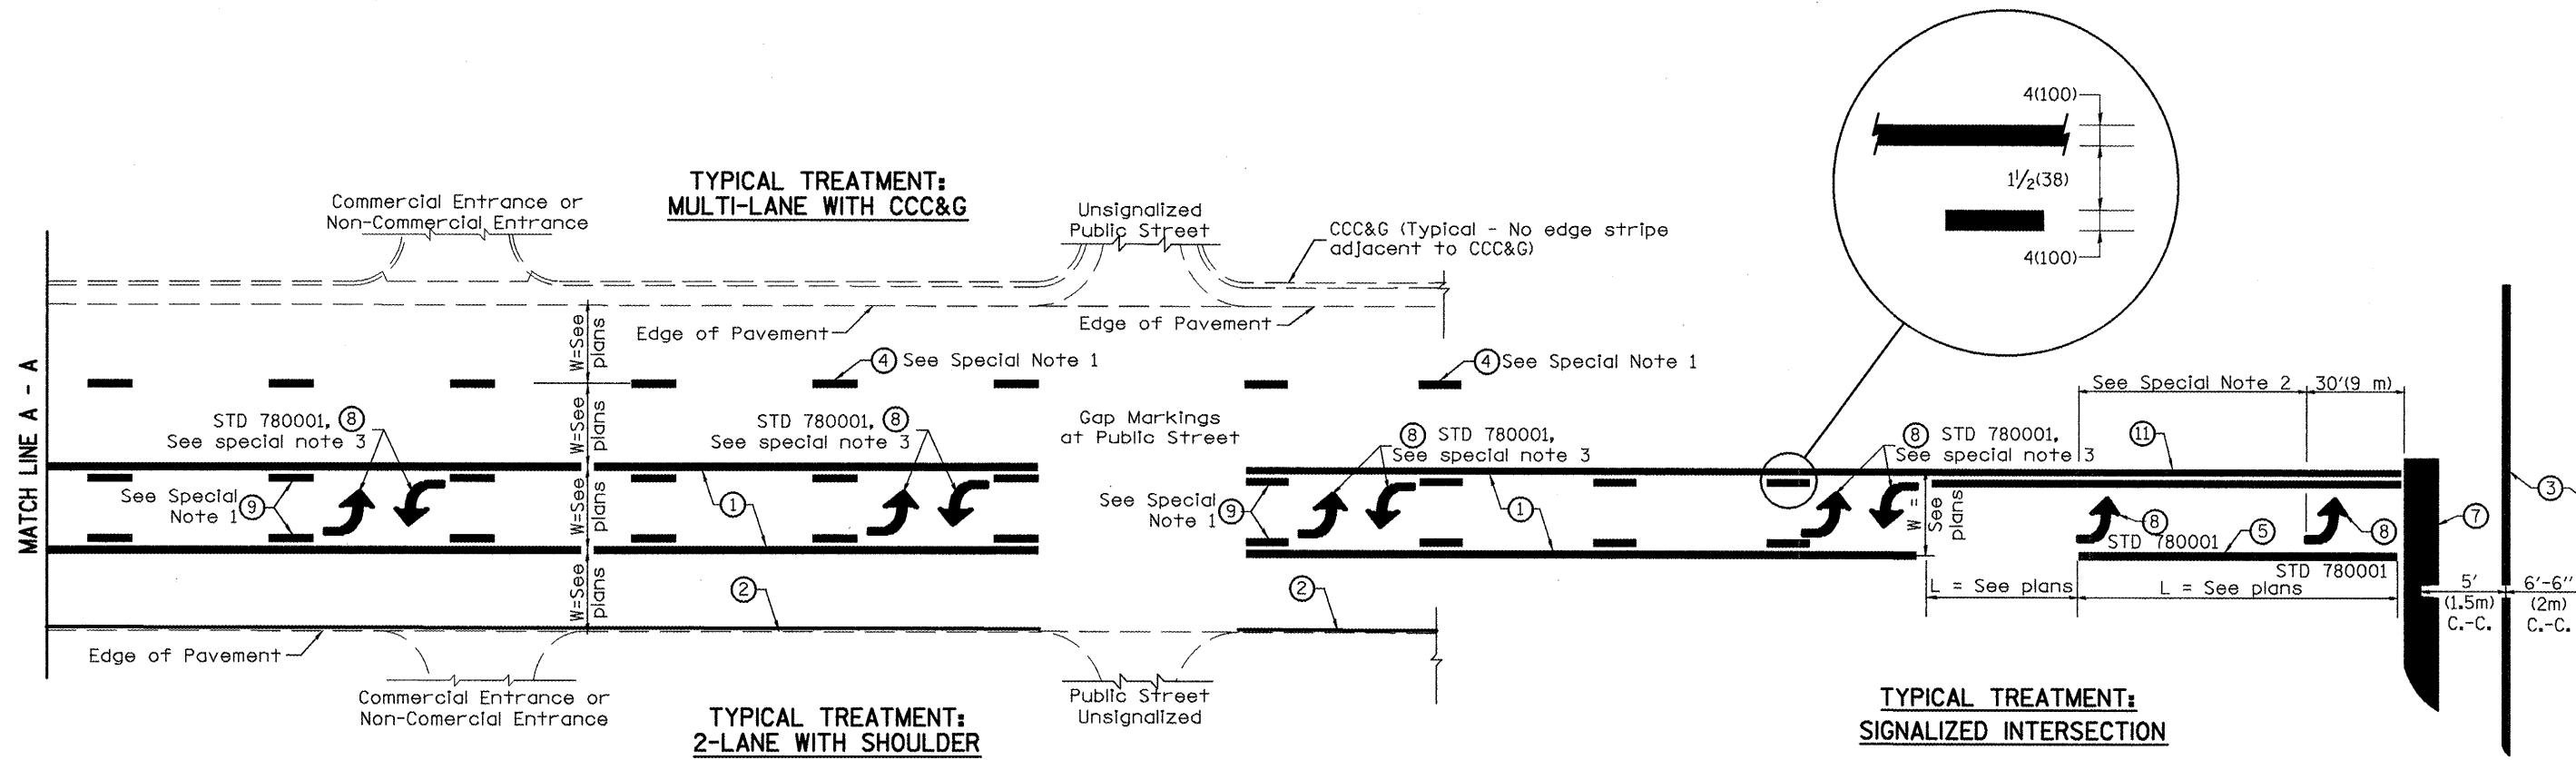 TYPICAL TREATMENT:
MULTI-LANE WITH CCC&G
Commercial Entrance or
Non-Commercial Entrance
Unsignalized
Public Street
CCC&G (Typical - No edge stripe
adjacent to CCC&G)
4(100)
1 1/2(38)
4(100)
MATCH LINE A - A
Edge of Pavement
Edge of Pavement
W=See
plans
W=See
plans
W=See
plans
W=See
plans
4 See Special Note 1
4 See Special Note 1
STD 780001, 8
See special note 3
STD 780001, 8
See special note 3
Gap Markings
at Public Street
8 STD 780001,
See special note 3
8 STD 780001,
See special note 3
See Special Note 2
30'(9 m)
11
See Special
Note 1 9
1
See Special
Note 1 9
1
W =
See
plans
8
STD 780001
5
8
STD 780001
7
3
L = See plans
L = See plans
5'
(1.5m)
C.-C.
6'-6"
(2m)
C.-C.
2
2
Edge of Pavement
Commercial Entrance or
Non-Comercial Entrance
Public Street
Unsignalized
TYPICAL TREATMENT:
2-LANE WITH SHOULDER
TYPICAL TREATMENT:
SIGNALIZED INTERSECTION